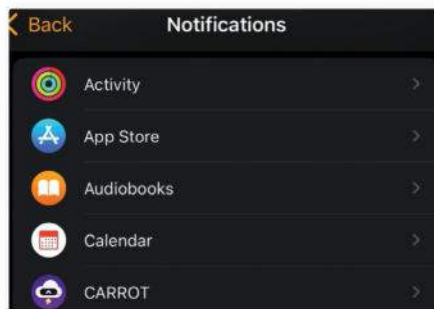 Back
Notifications
Activity
App Store
Audiobooks
Calendar
CARROT